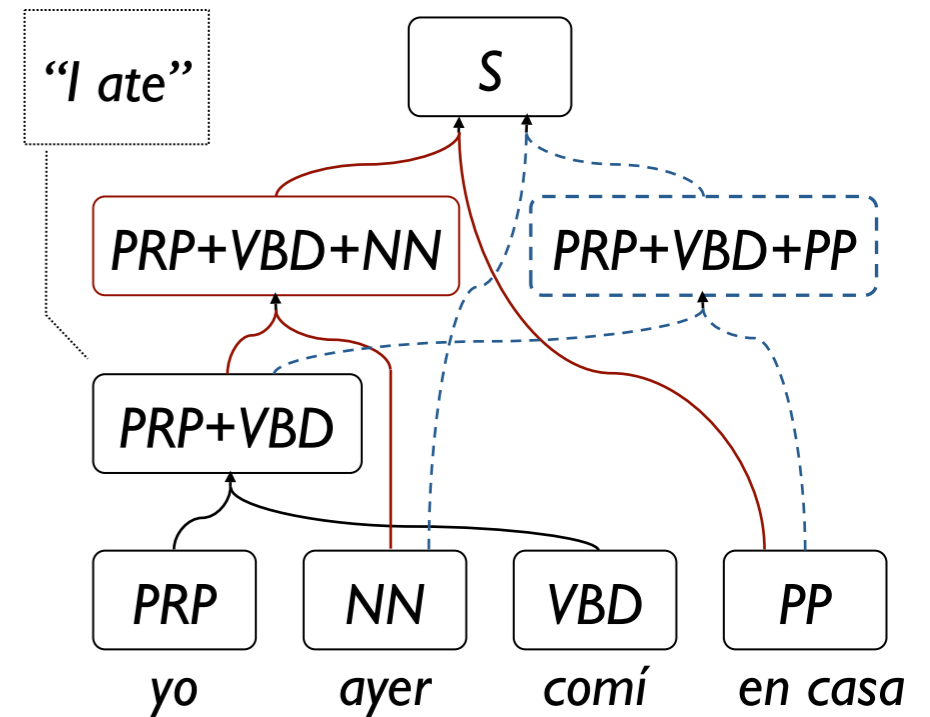 “I ate”
S
PRP+VBD+NN
PRP+VBD+PP
PRP+VBD
PRP
NN
VBD
PP
yo
ayer
comí
en casa